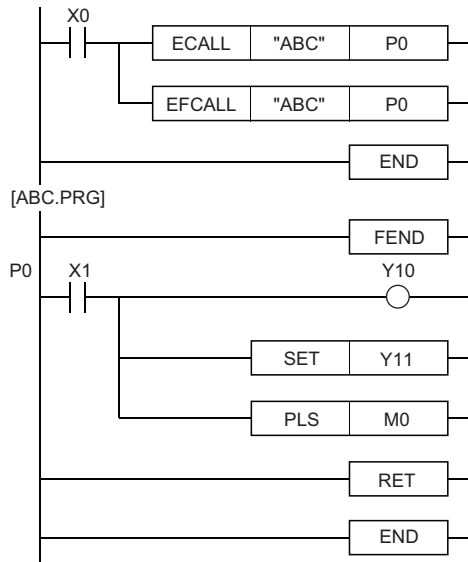 X0
ECALL "ABC" P0
EFCALL "ABC" P0
END
[ABC.PRG]
FEND
P0 X1 Y10
SET Y11
PLS M0
RET
END